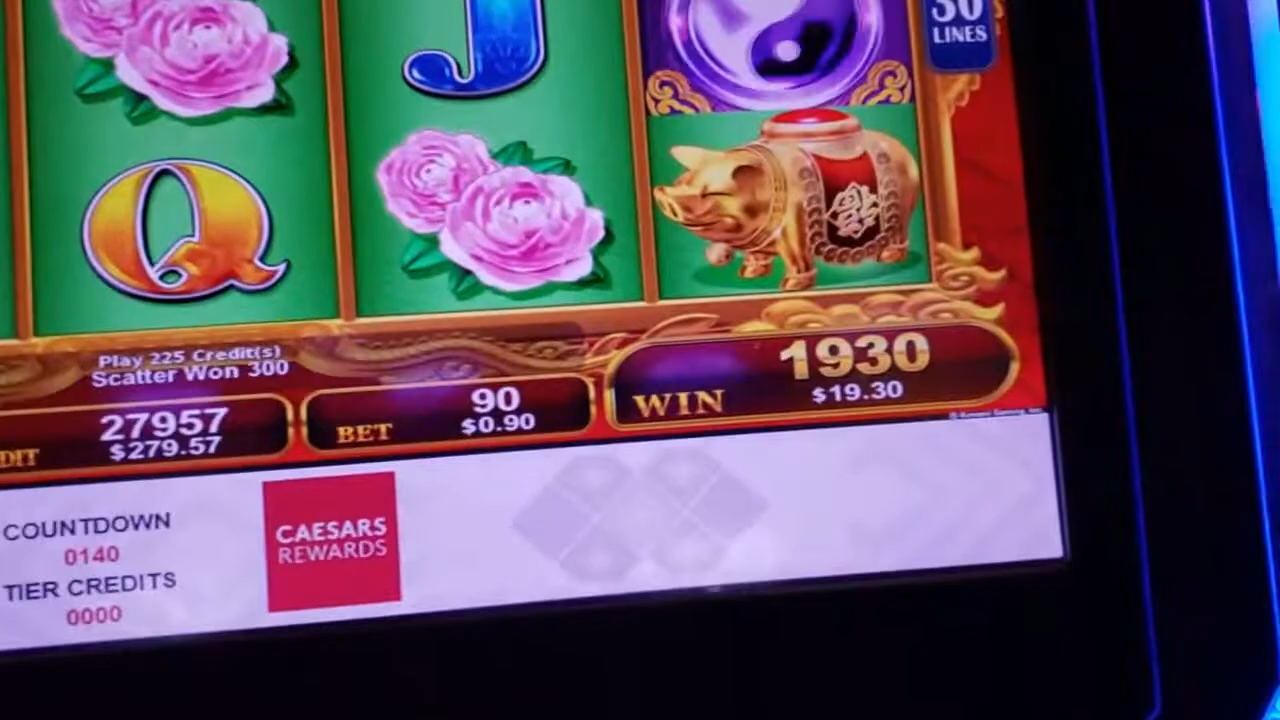 30
LINES
J
Q
Play 225 Credit(s)
Scatter Won 300
27957
$279.57
DIT
90
$0.90
BET
1930
$19.30
WIN
COUNTDOWN
0140
TIER CREDITS
0000
CAESARS
REWARDS